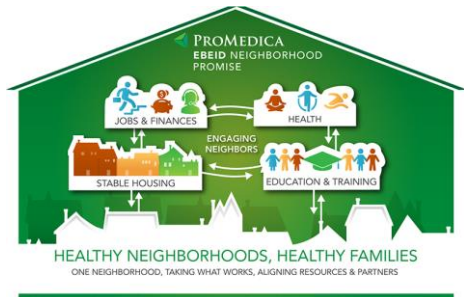 PROMEDICA
EBEID NEIGHBORHOOD
PROMISE
JOBS & FINANCES
HEALTH
ENGAGING
NEIGHBORS
STABLE HOUSING
EDUCATION & TRAINING
HEALTHY NEIGHBORHOODS, HEALTHY FAMILIES
ONE NEIGHBORHOOD, TAKING WHAT WORKS, ALIGNING RESOURCES & PARTNERS